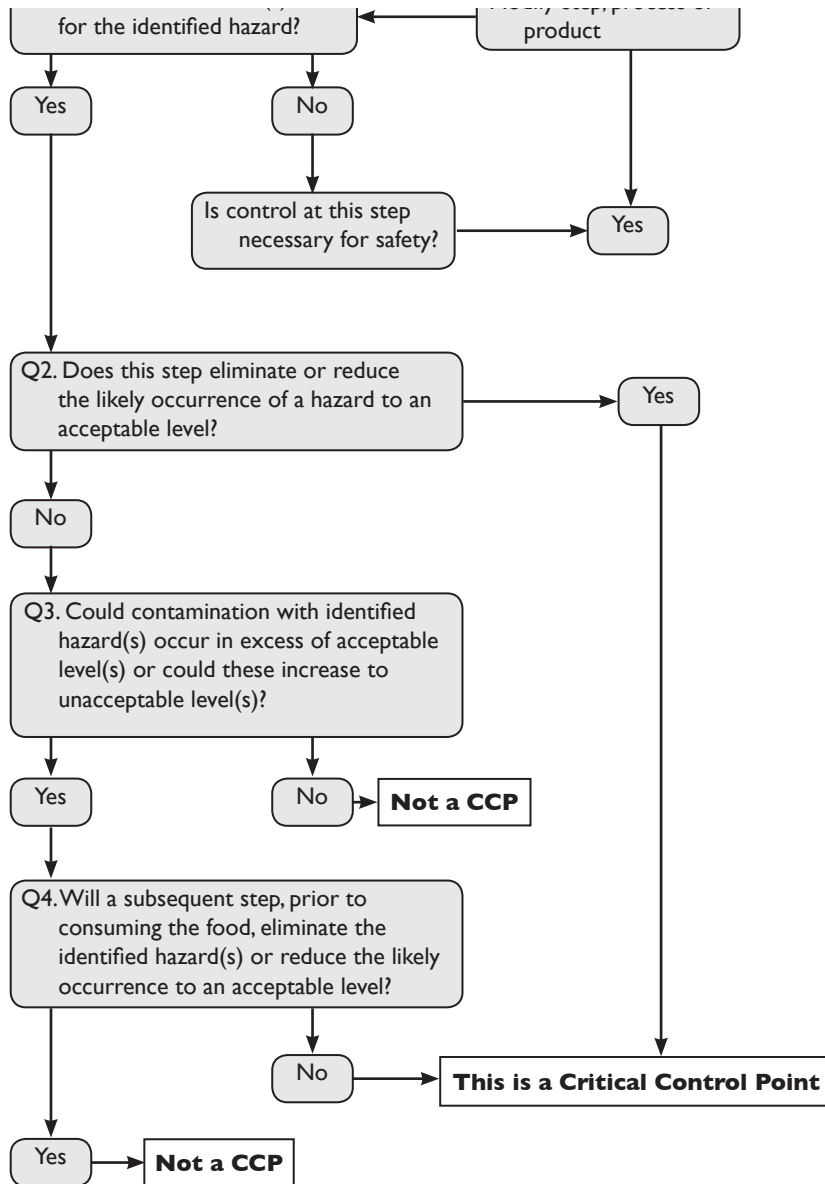 for the identified hazard?
product
Yes
No
Is control at this step
necessary for safety?
Yes
Q2. Does this step eliminate or reduce
the likely occurrence of a hazard to an
acceptable level?
Yes
No
Q3. Could contamination with identified
hazard(s) occur in excess of acceptable
level(s) or could these increase to
unacceptable level(s)?
Yes
No
Not a CCP
Q4. Will a subsequent step, prior to
consuming the food, eliminate the
identified hazard(s) or reduce the likely
occurrence to an acceptable level?
No
This is a Critical Control Point
Yes
Not a CCP